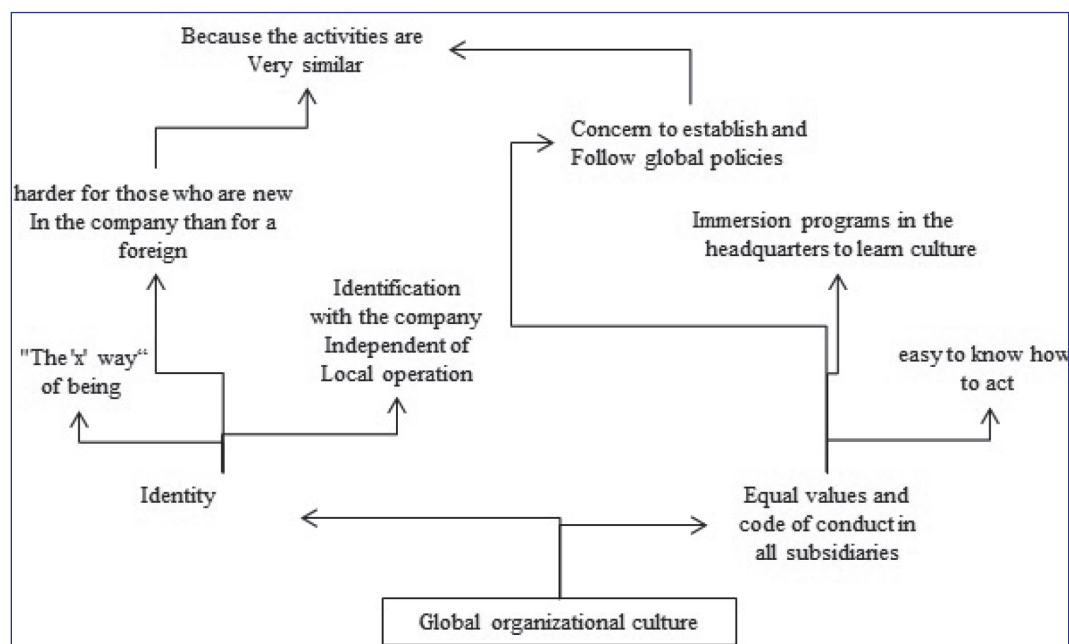 Because the activities are
Very similar
Concern to establish and
Follow global policies
harder for those who are new
In the company than for a
foreign
Immersion programs in the
headquarters to learn culture
Identification
with the company
Independent of
Local operation
"The 'x' way“
of being
easy to know how
to act
Identity
Equal values and
code of conduct in
all subsidiaries
Global organizational culture